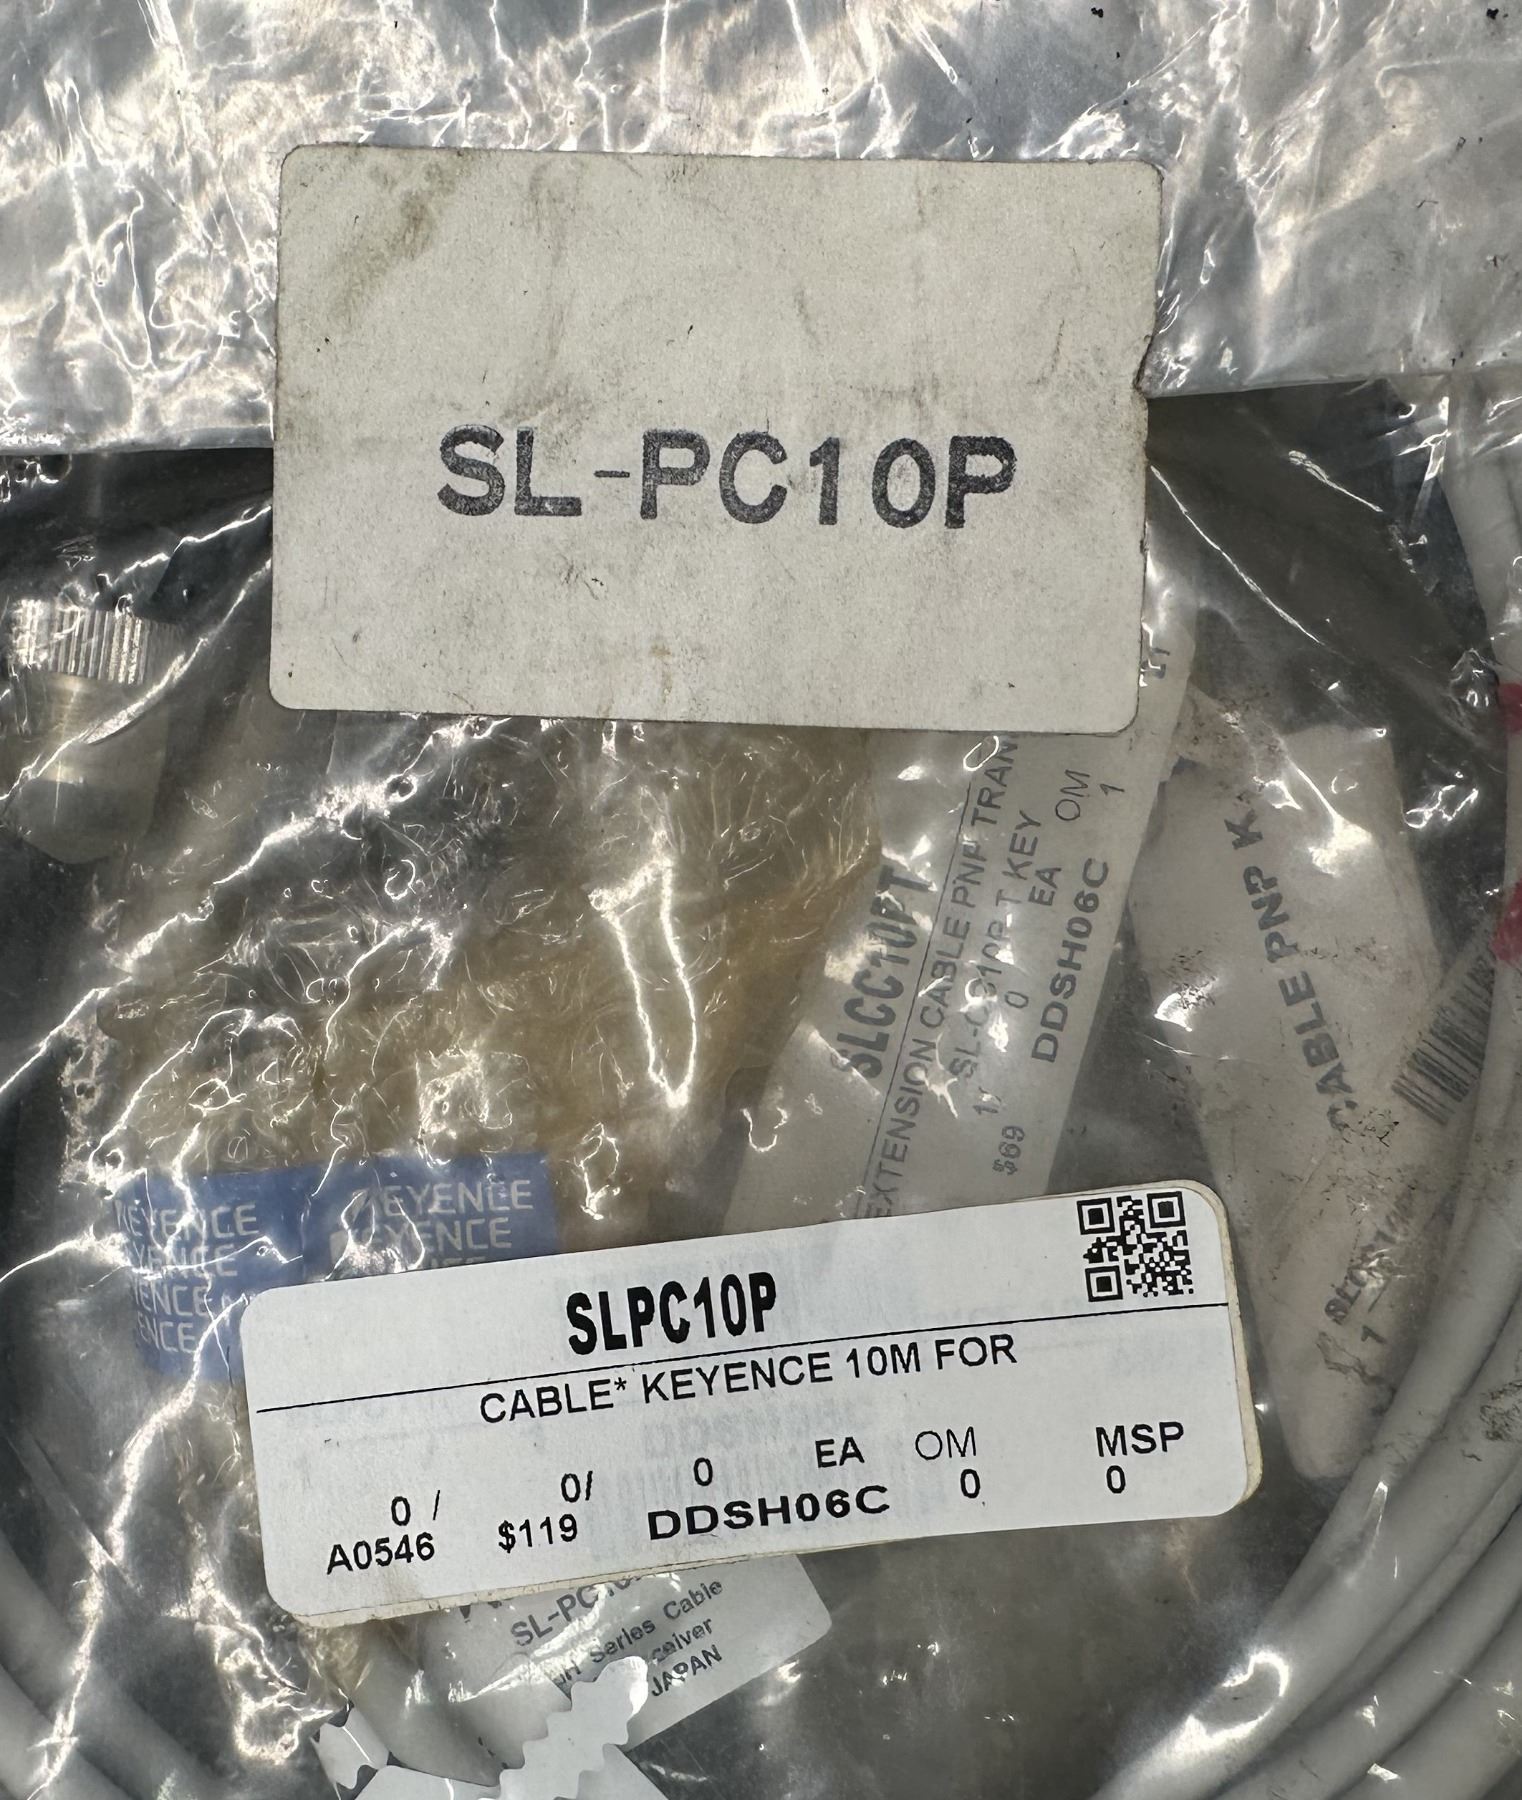 SL-PC10P
SLCC10PT
EXTENSION CABLE PNP TRAN
1/ SL-CC10P-T KEY
0 EA OM
$69 DDSH06C 1
CABLE PNP K
KEYENCE KEYENCE
SLPC10P
CABLE* KEYENCE 10M FOR
0 / 0/ 0 EA OM MSP
A0546 $119 DDSH06C 0 0
Series Cable
JAPAN